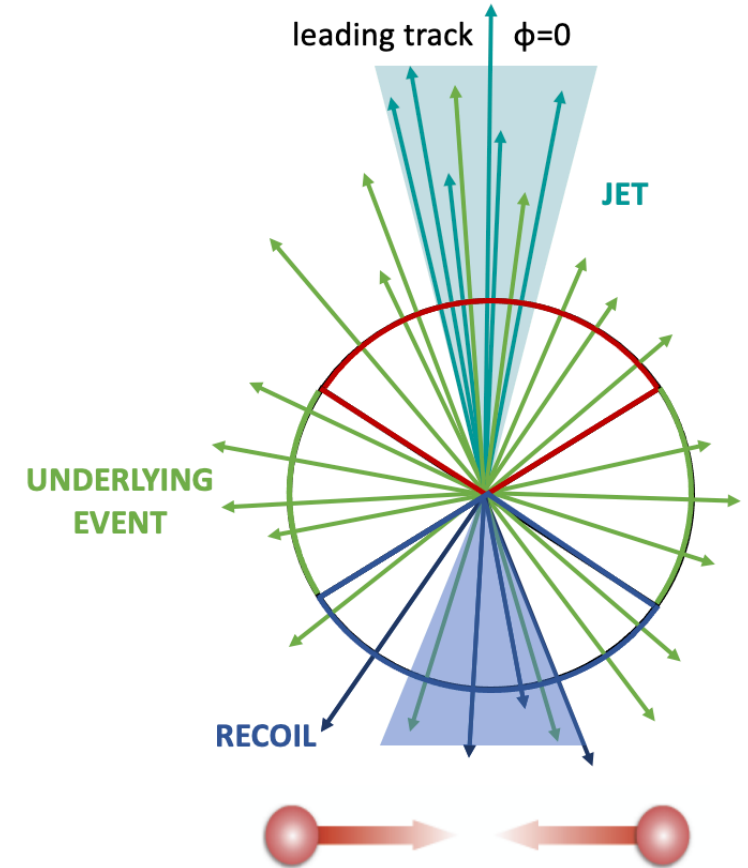 leading track ϕ=0
JET
UNDERLYING
EVENT
RECOIL